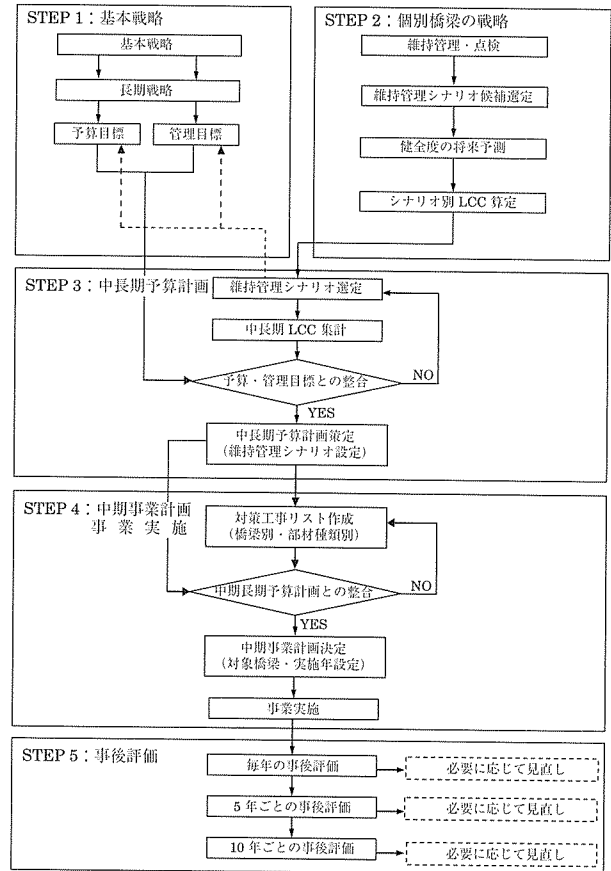 STEP 1：基本戦略
基本戦略
長期戦略
予算目標
管理目標
STEP 2：個別橋梁の戦略
維持管理・点検
維持管理シナリオ候補選定
健全度の将来予測
シナリオ別 LCC 算定
STEP 3：中長期予算計画
維持管理シナリオ選定
中長期 LCC 集計
予算・管理目標との整合
NO
YES
中長期予算計画策定
(維持管理シナリオ設定)
STEP 4：中期事業計画
事業実施
対策工事リスト作成
(橋梁別・部材種類別)
中期長期予算計画との整合
NO
YES
中期事業計画決定
(対象橋梁・実施年設定)
事業実施
STEP 5：事後評価
毎年の事後評価
必要に応じて見直し
5 年ごとの事後評価
必要に応じて見直し
10 年ごとの事後評価
必要に応じて見直し